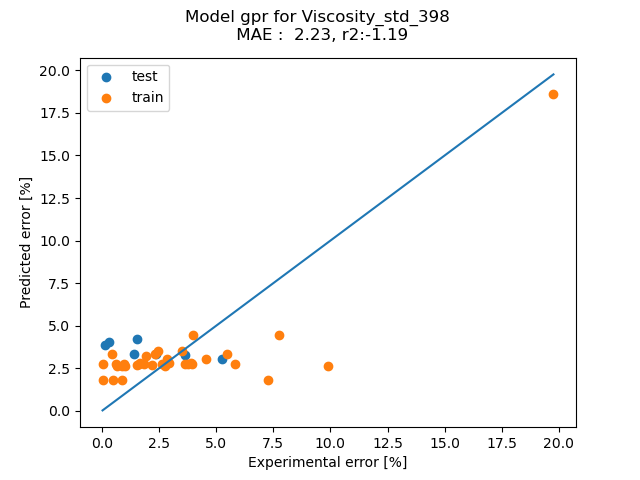 Model gpr for Viscosity_std_398
MAE :  2.23, r2:-1.19
test
train
20.0
17.5
15.0
12.5
10.0
7.5
5.0
2.5
0.0
Predicted error [%]
0.0 2.5 5.0 7.5 10.0 12.5 15.0 17.5 20.0
Experimental error [%]